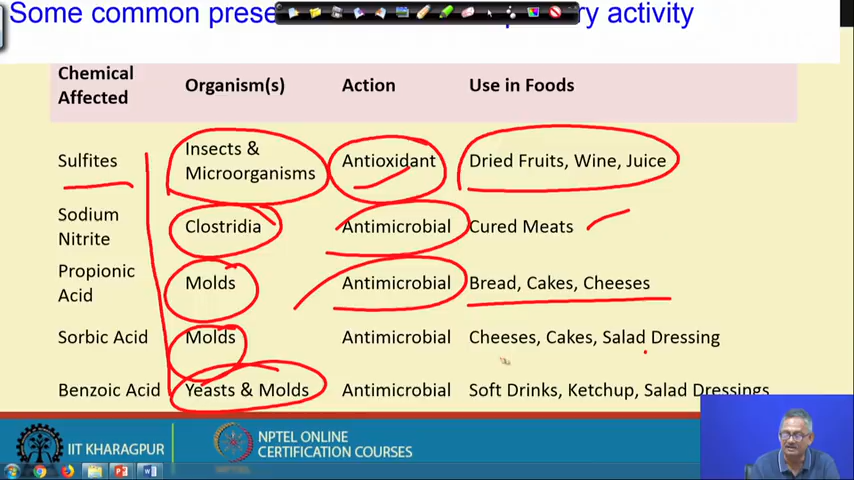 Some common prese
ry activity
Chemical Affected
Organism(s)
Action
Use in Foods
Sulfites
Insects &
Microorganisms
Antioxidant
Dried Fruits, Wine, Juice
Sodium
Nitrite
Clostridia
Antimicrobial
Cured Meats
Propionic
Acid
Molds
Antimicrobial
Bread, Cakes, Cheeses
Sorbic Acid
Molds
Antimicrobial
Cheeses, Cakes, Salad Dressing
Benzoic Acid
Yeasts & Molds
Antimicrobial
Soft Drinks, Ketchup, Salad Dressings
IIT KHARAGPUR
NPTEL ONLINE
CERTIFICATION COURSES